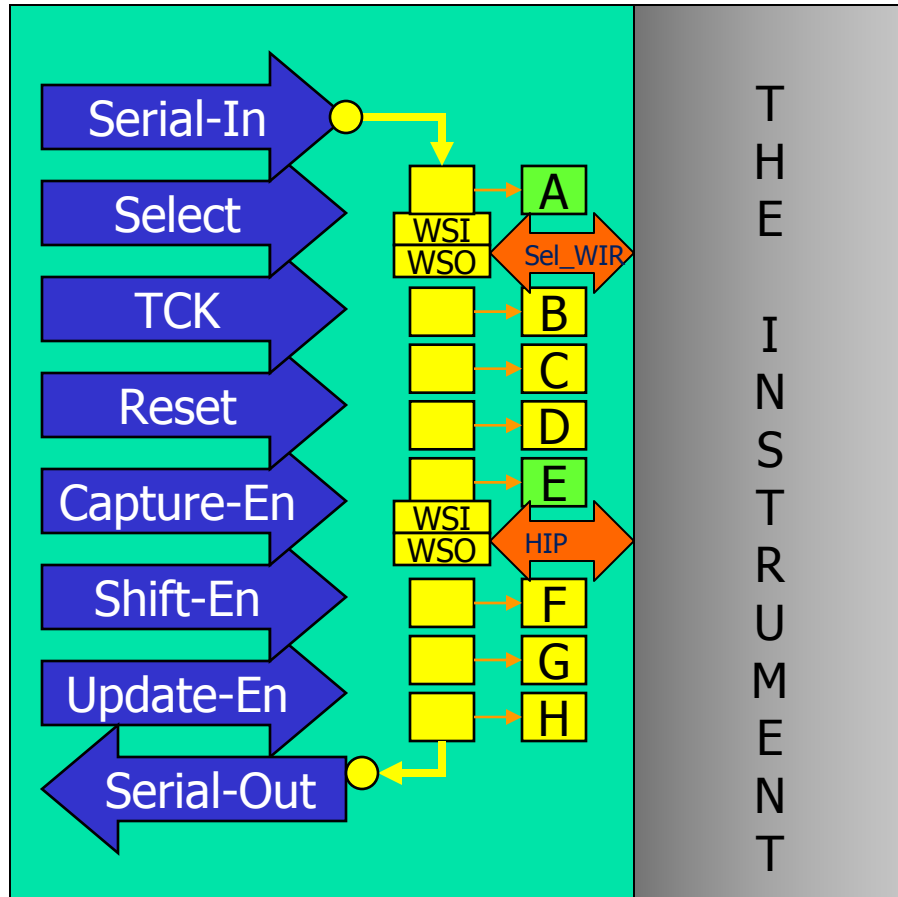 Serial-In
Select
TCK
Reset
Capture-En
Shift-En
Update-En
Serial-Out
A
WSI
WSO
Sel_WIR
B
C
D
E
WSI
WSO
HIP
F
G
H
THE INSTRUMENT